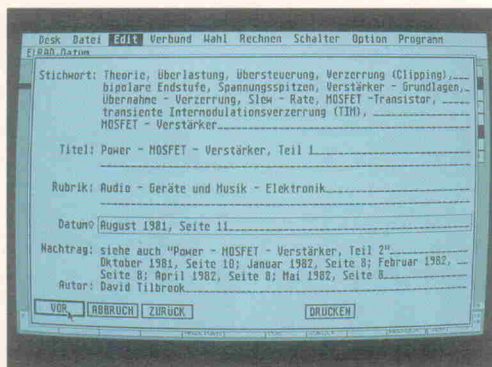 Desk Datei Edit Verbund Wahl Rechnen Schalter Option Programm
ELRAD.Datum
Stichwort: Theorie, Überlastung, Übersteuerung, Verzerrung (Clipping),
bipolare Endstufe, Spannungsspitzen, Verstärker - Grundlagen,
Übernahme - Verzerrung, Slew - Rate, MOSFET -Transistor,
transiente Intermodulationsverzerrung (TIM),
MOSFET - Verstärker
Titel: Power - MOSFET - Verstärker, Teil 1
Rubrik: Audio - Geräte und Musik - Elektronik
Datum August 1981, Seite 11
Nachtrag: siehe auch "Power - MOSFET - Verstärker, Teil 2"
Oktober 1981, Seite 10; Januar 1982, Seite 8; Februar 1982,
Seite 8; April 1982, Seite 8; Mai 1982, Seite 8
Autor: David Tilbrook
VOR ABBRUCH ZURÜCK DRUCKEN